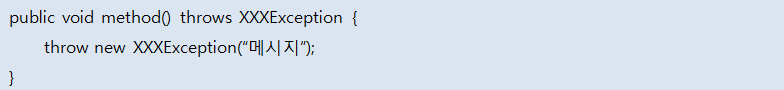 public void method() throws XXXException {
throw new XXXException(“메시지”);
}